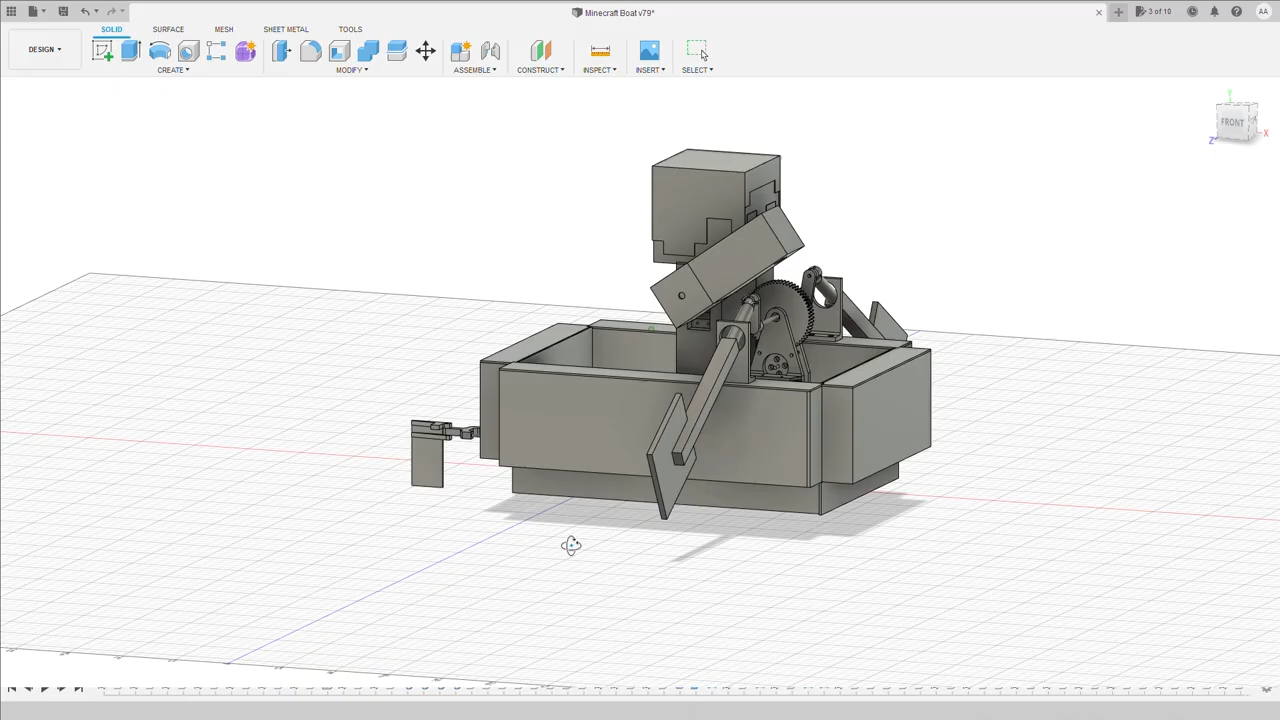 Minecraft Boat v79*
3 of 10
AA
SOLID
SURFACE
MESH
SHEET METAL
TOOLS
DESIGN
CREATE
MODIFY
ASSEMBLE
CONSTRUCT
INSPECT
INSERT
SELECT
Y
FRONT
X
Z